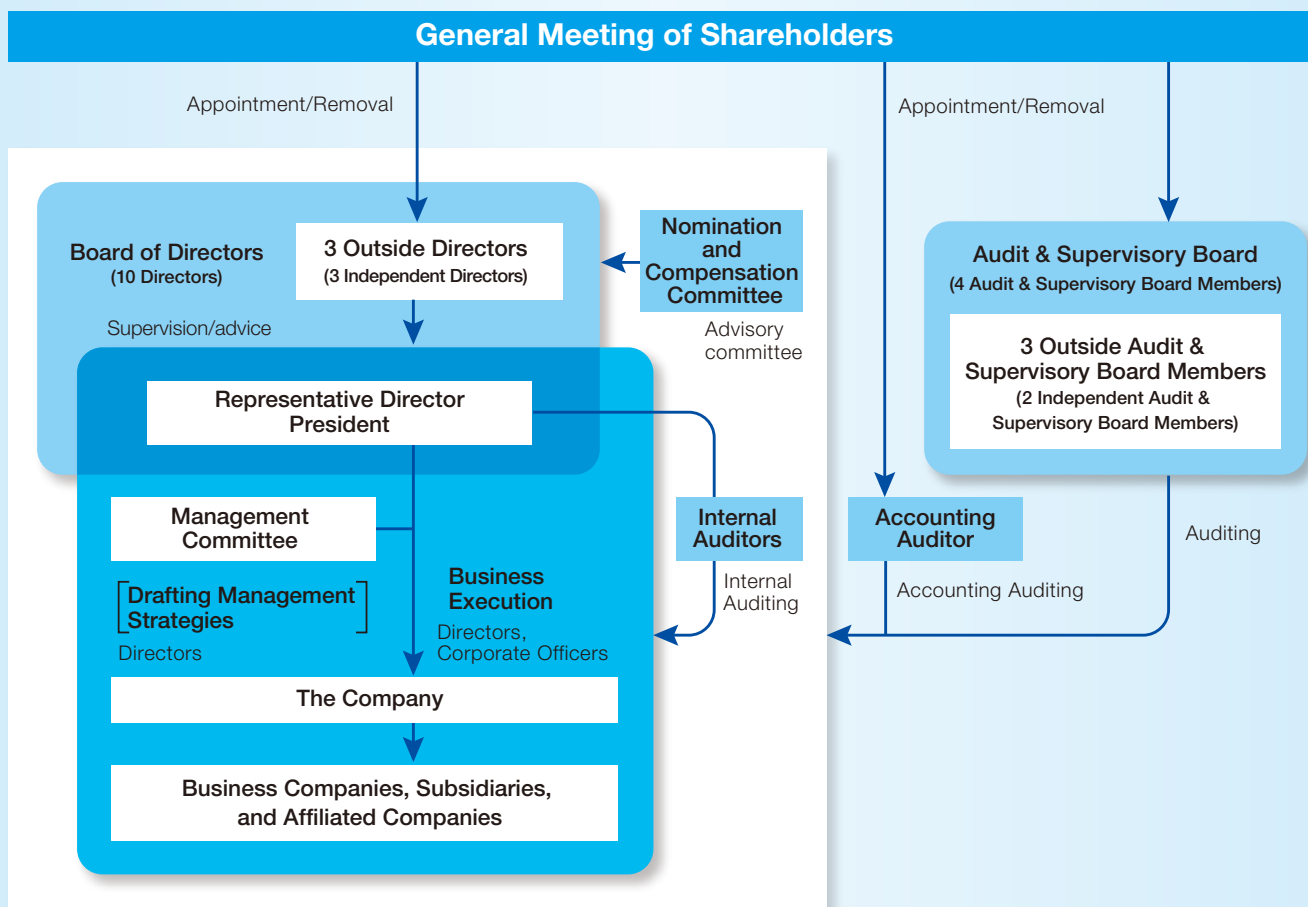 General Meeting of Shareholders
Appointment/Removal
Appointment/Removal
Board of Directors
(10 Directors)
3 Outside Directors
(3 Independent Directors)
Nomination
and
Compensation
Committee
Advisory
committee
Supervision/advice
Audit & Supervisory Board
(4 Audit & Supervisory Board Members)
3 Outside Audit &
Supervisory Board Members
(2 Independent Audit &
Supervisory Board Members)
Representative Director
President
Management
Committee
[Drafting Management
Strategies]
Directors
Business
Execution
Directors,
Corporate Officers
Internal
Auditors
Internal
Auditing
Accounting
Auditor
Accounting Auditing
Auditing
The Company
Business Companies, Subsidiaries,
and Affiliated Companies